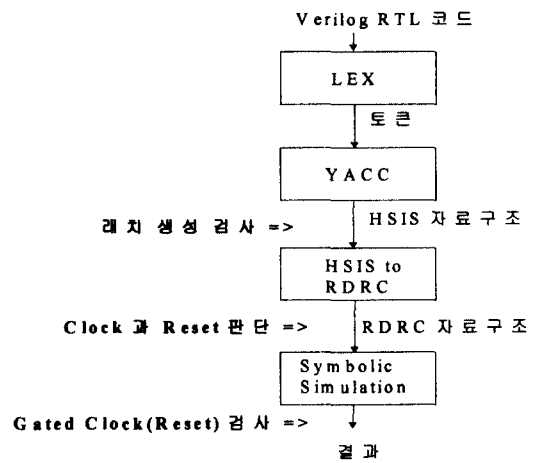 Verilog RTL 코드
LEX
토큰
YACC
래치 생성 검사 =>
HSIS 자료구조
HSIS to
RDRC
Clock 과 Reset 판단 =>
RDRC 자료구조
Symbolic
Simulation
Gated Clock(Reset) 검사 =>
결과